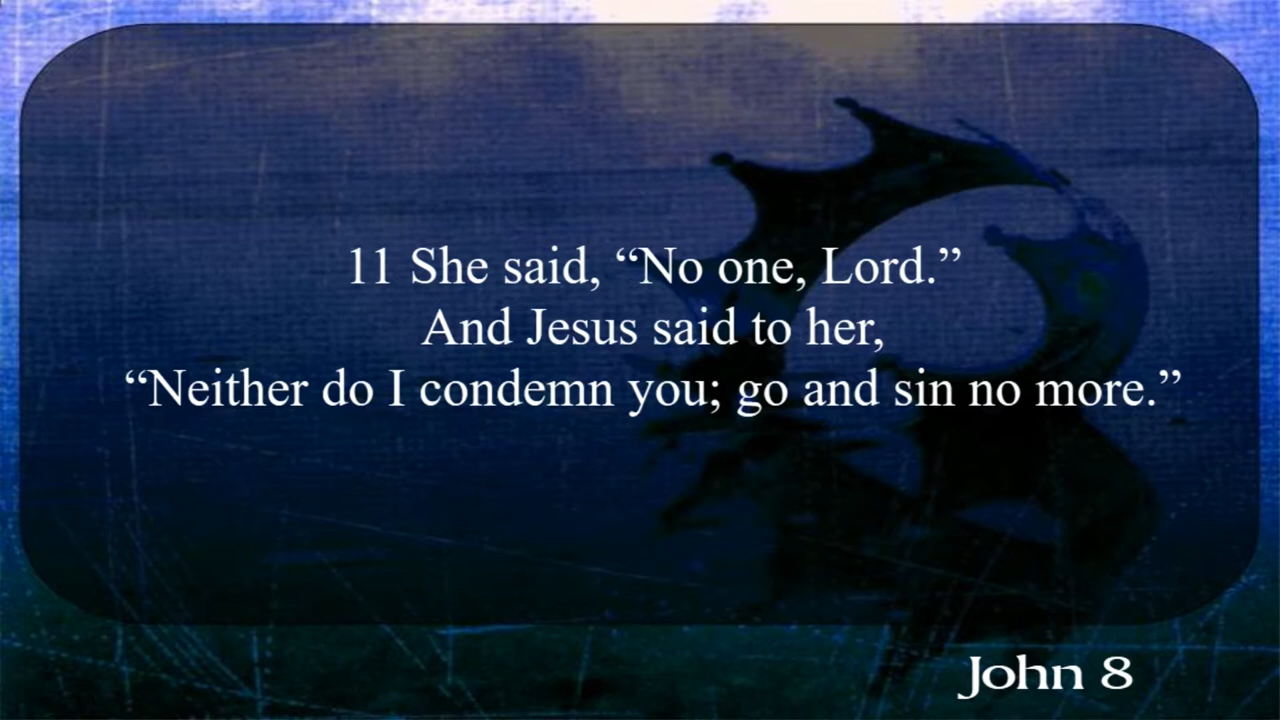 11 She said, “No one, Lord.”
And Jesus said to her,
“Neither do I condemn you; go and sin no more.”
John 8